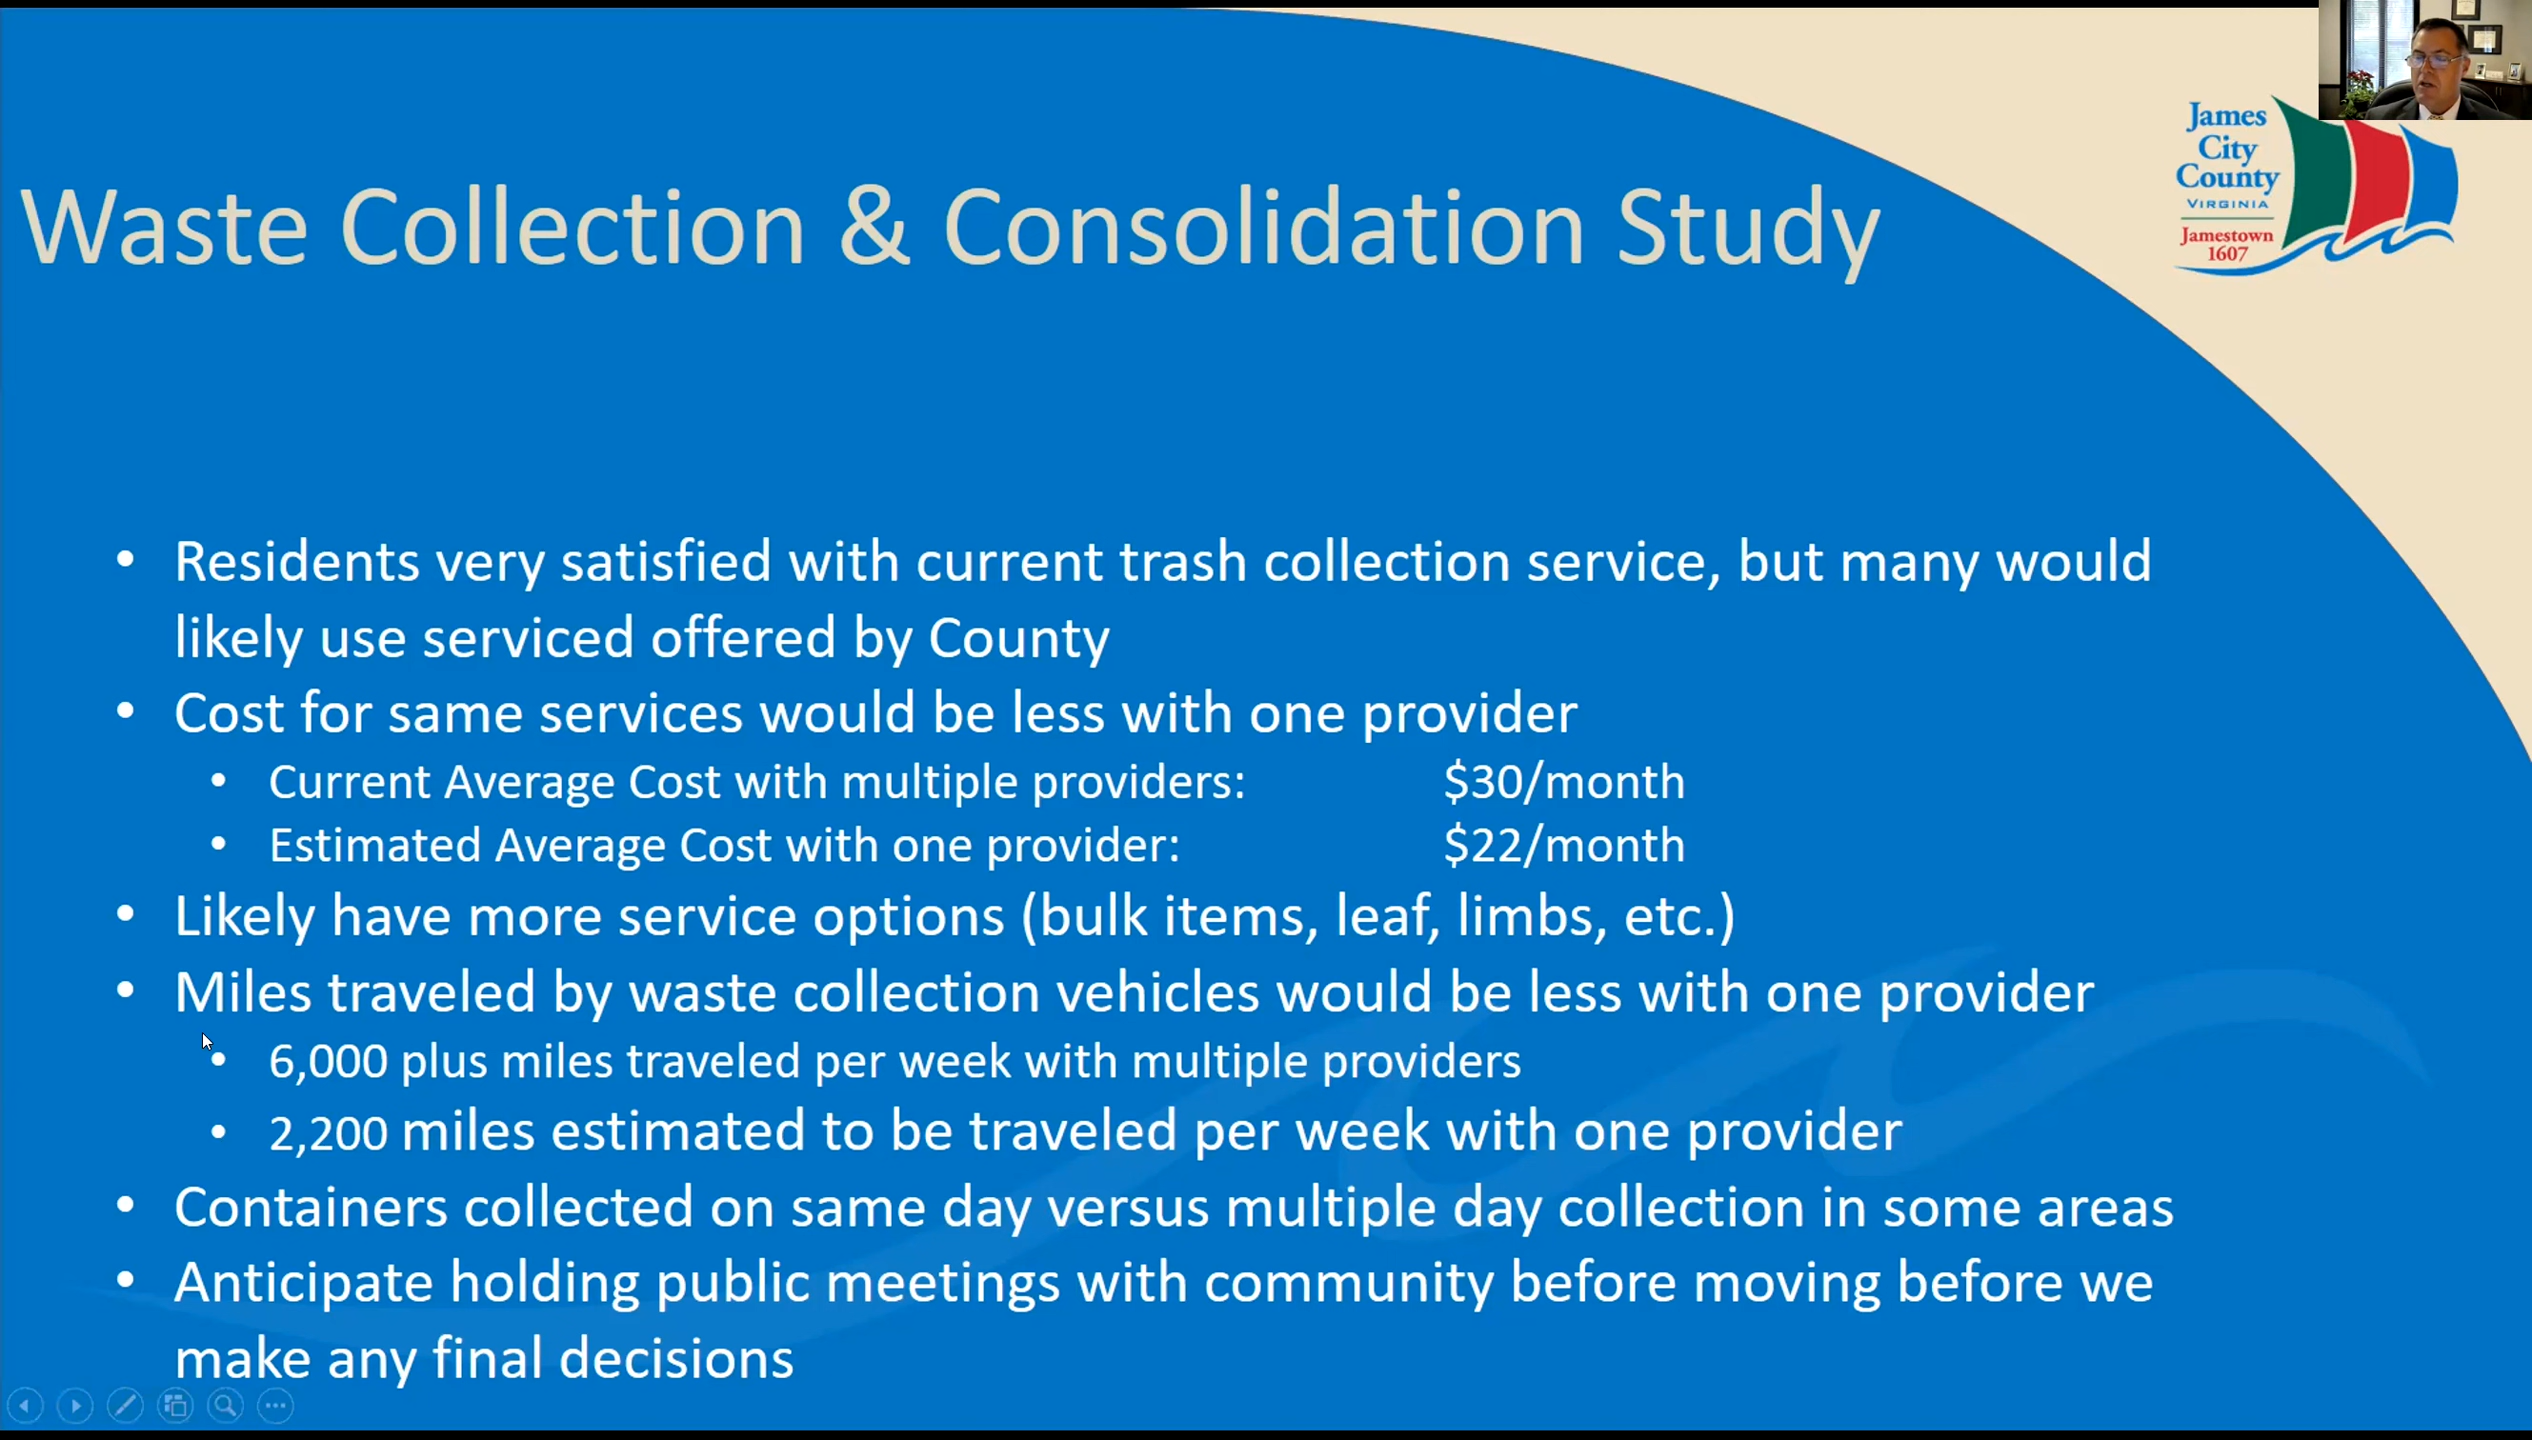 James
City
County
VIRGINIA
Jamestown
1607
Waste Collection & Consolidation Study
• Residents very satisfied with current trash collection service, but many would
likely use serviced offered by County
• Cost for same services would be less with one provider
• Current Average Cost with multiple providers: $30/month
• Estimated Average Cost with one provider: $22/month
• Likely have more service options (bulk items, leaf, limbs, etc.)
• Miles traveled by waste collection vehicles would be less with one provider
• 6,000 plus miles traveled per week with multiple providers
• 2,200 miles estimated to be traveled per week with one provider
• Containers collected on same day versus multiple day collection in some areas
• Anticipate holding public meetings with community before moving before we
make any final decisions